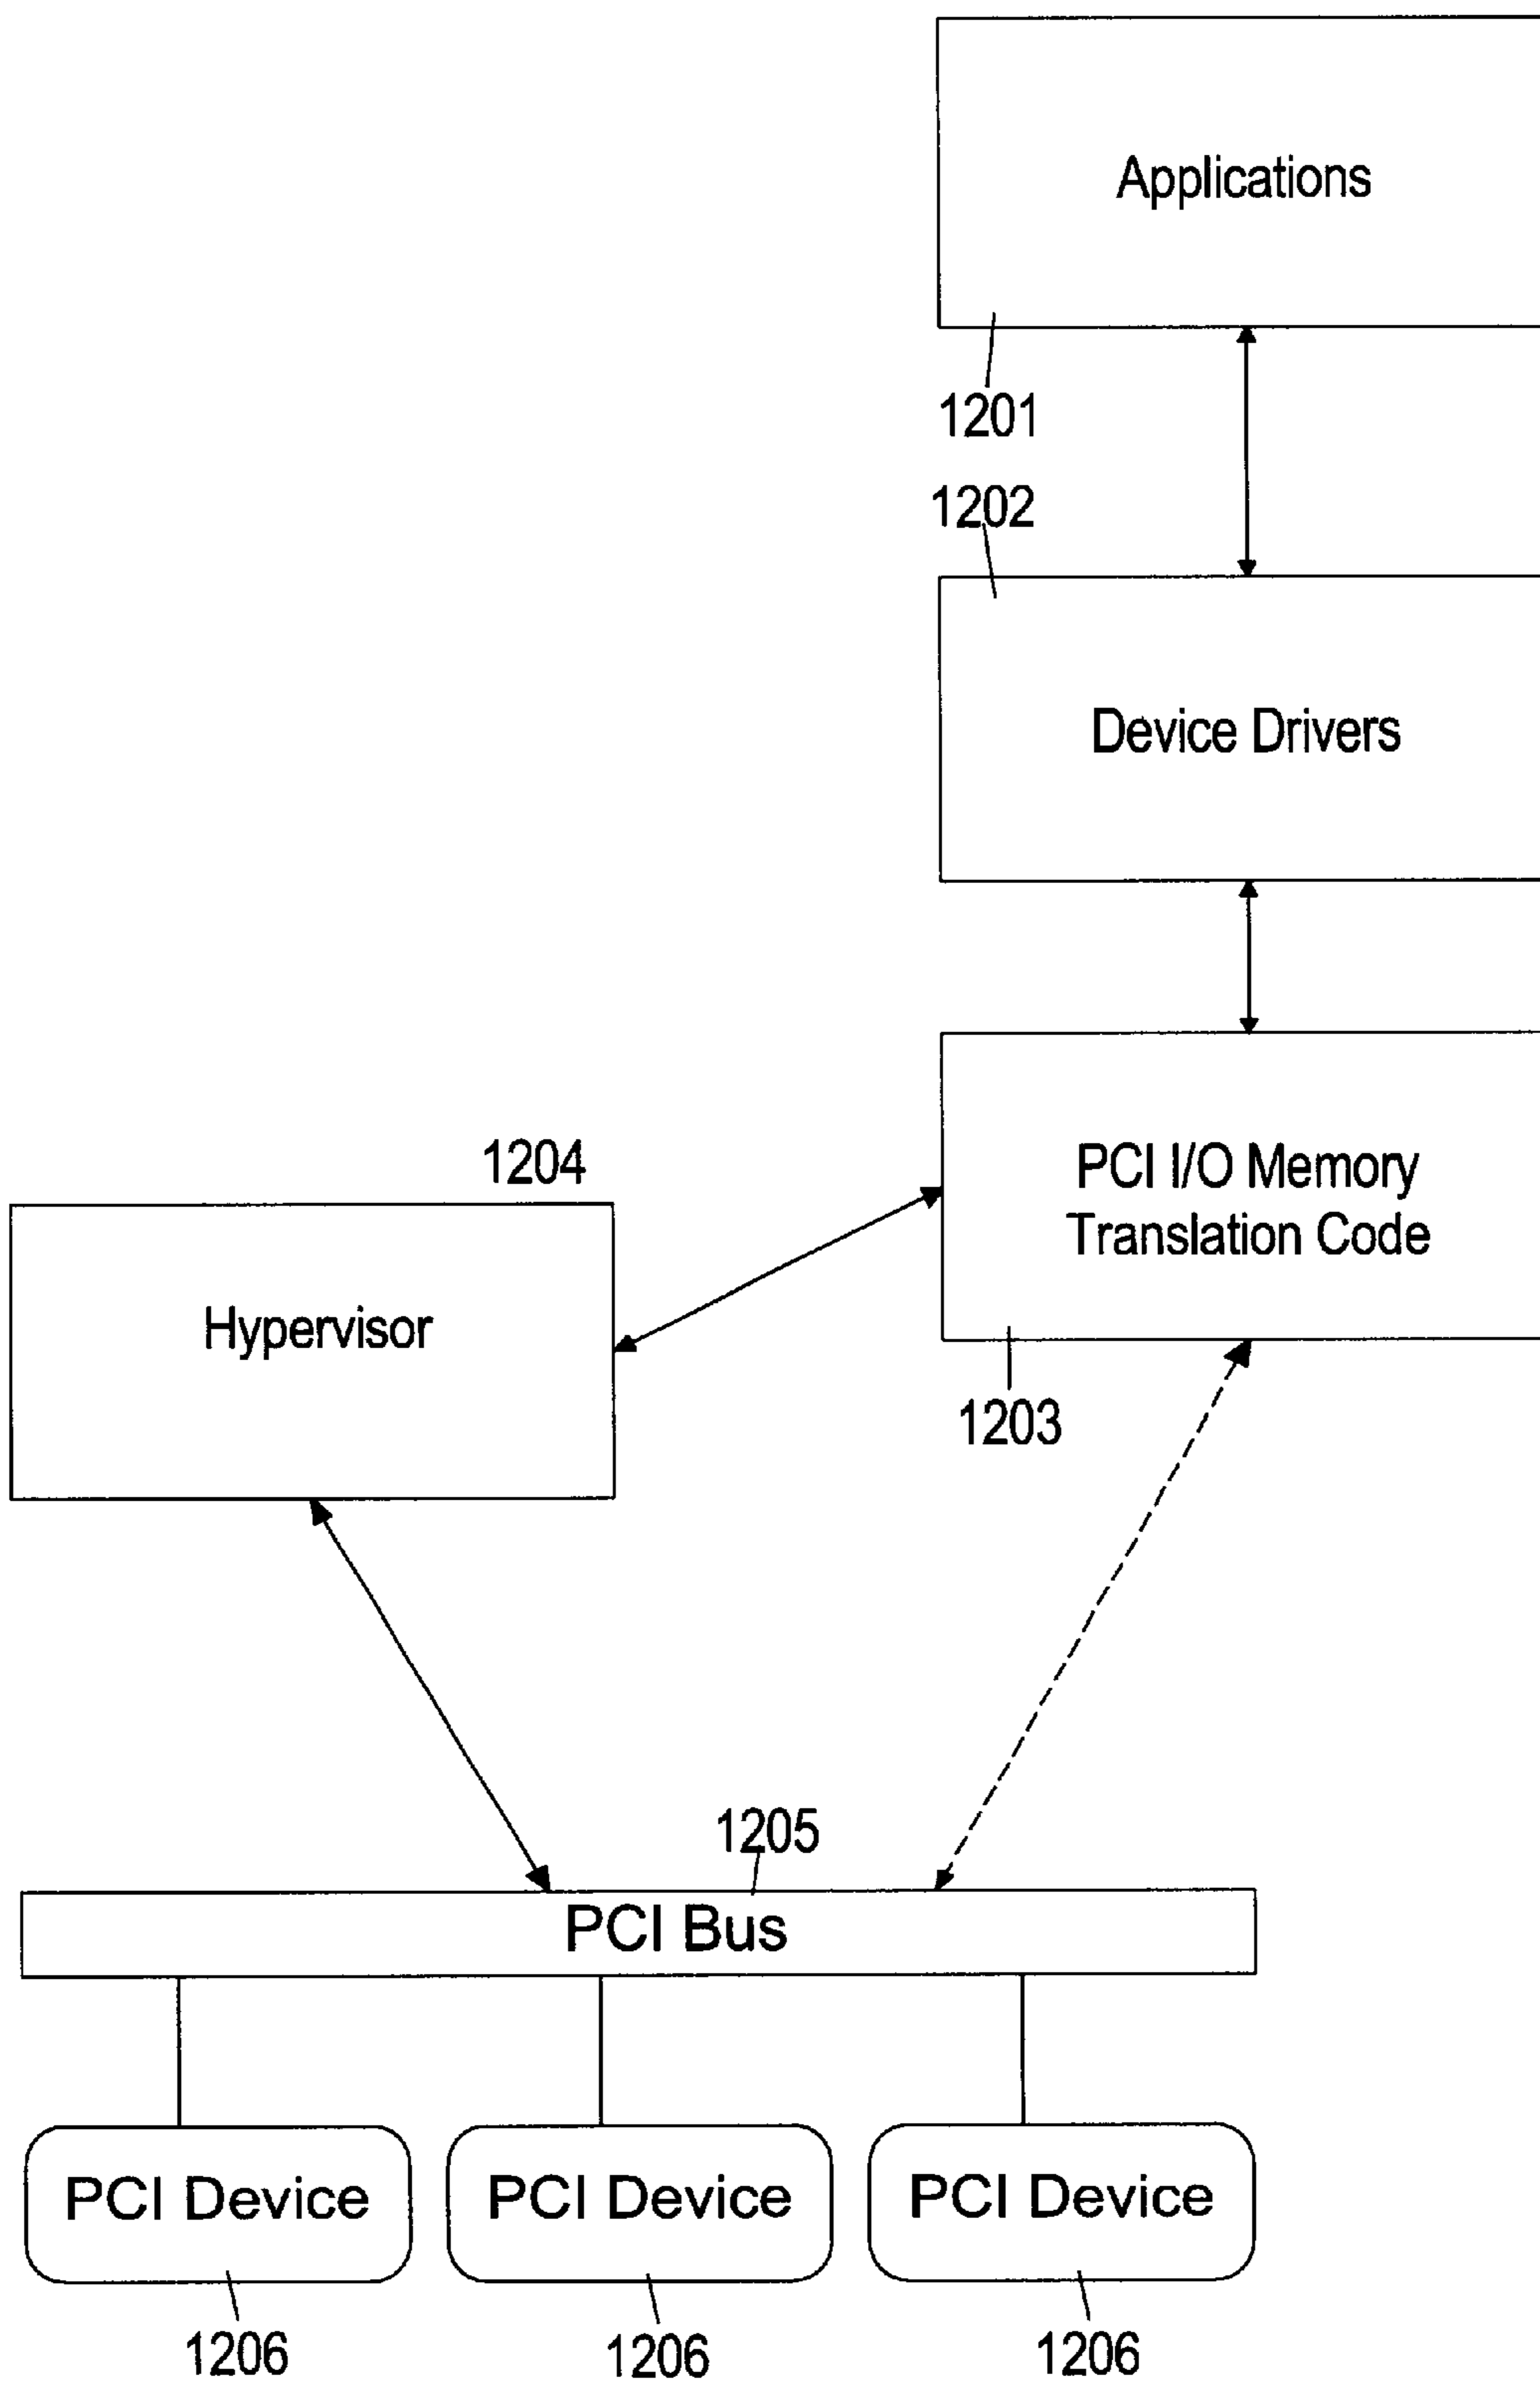 Applications
1201
1202
Device Drivers
PCI I/O Memory
Translation Code
1204
Hypervisor
1203
1205
PCI Bus
PCI Device
PCI Device
PCI Device
1206
1206
1206